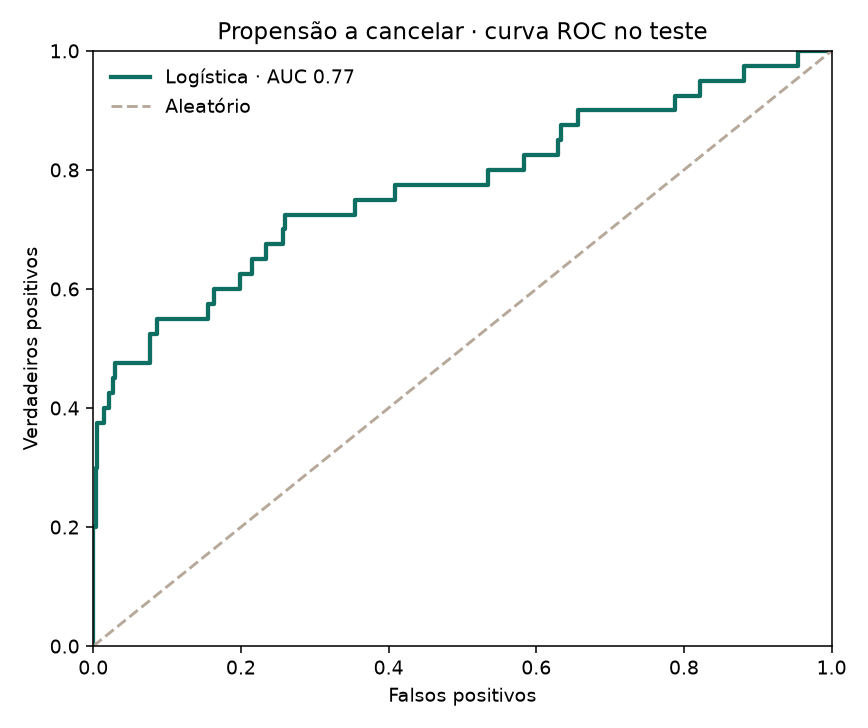 Propensão a cancelar · curva ROC no teste
Logística · AUC 0.77
Aleatório
1.0
0.8
0.6
0.4
0.2
0.0
Verdadeiros positivos
0.0 0.2 0.4 0.6 0.8 1.0
Falsos positivos